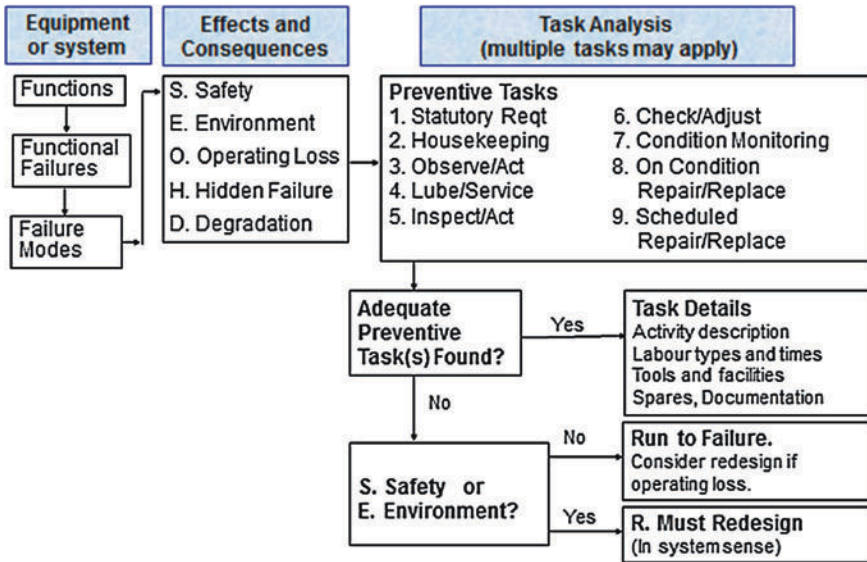 Equipment
or system
Effects and
Consequences
Task Analysis
(multiple tasks may apply)
Functions
Functional
Failures
Failure
Modes
S. Safety
E. Environment
O. Operating Loss
H. Hidden Failure
D. Degradation
Preventive Tasks
1. Statutory Reqt
2. Housekeeping
3. Observe/Act
4. Lube/Service
5. Inspect/Act
6. Check/Adjust
7. Condition Monitoring
8. On Condition
Repair/Replace
9. Scheduled
Repair/Replace
Adequate
Preventive
Task(s) Found?
Yes
Task Details
Activity description
Labour types and times
Tools and facilities
Spares, Documentation
No
S. Safety or
E. Environment?
No
Run to Failure.
Consider redesign if
operating loss.
Yes
R. Must Redesign
(In system sense)